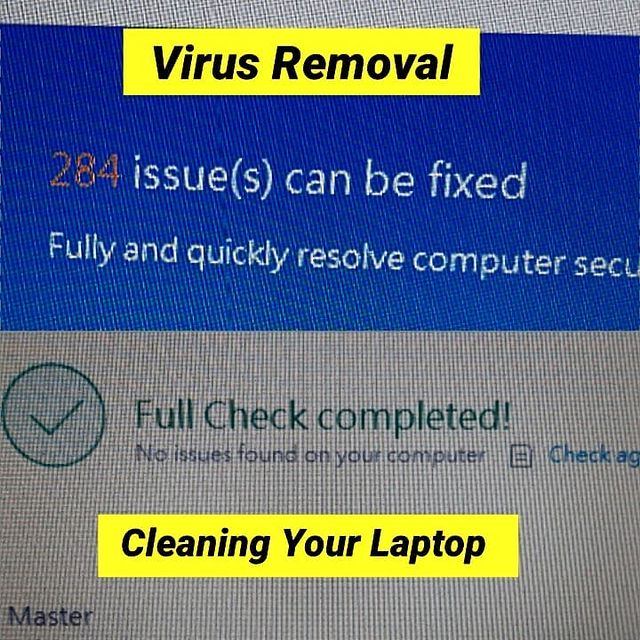 Virus Removal
284 issue(s) can be fixed
Fully and quickly resolve computer secu
Full Check completed!
No issues found on your computer Check ag
Cleaning Your Laptop
Master